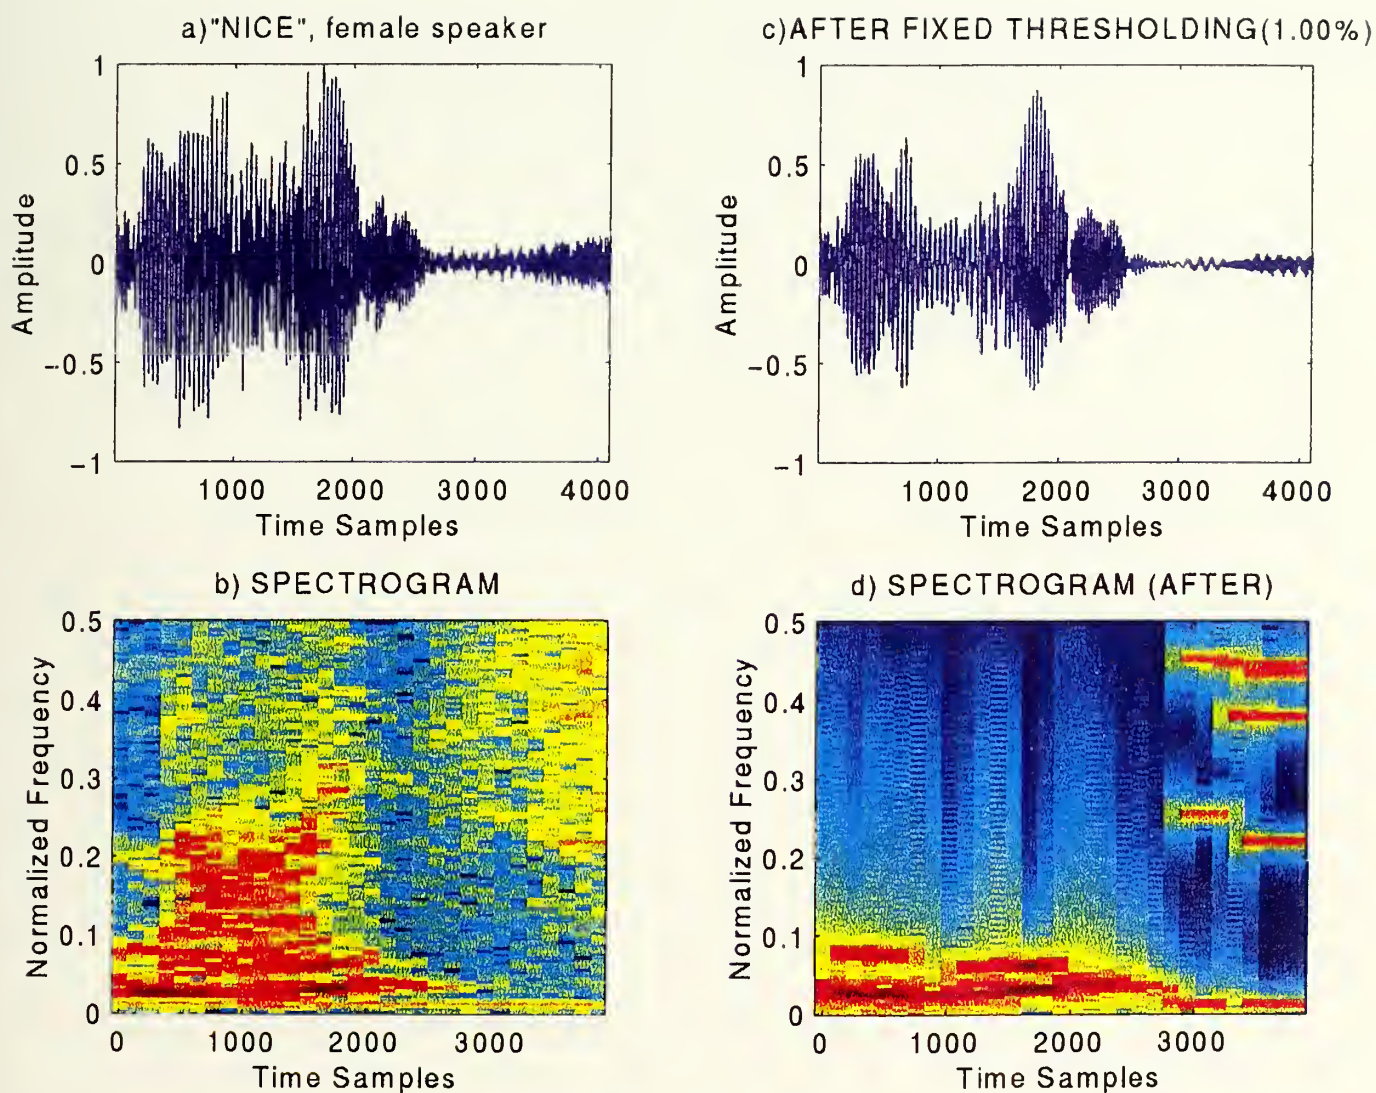 a)"NICE", female speaker
1
0.5
0
-0.5
-1
Amplitude
1000 2000 3000 4000
Time Samples
c)AFTER FIXED THRESHOLDING(1.00%)
1
0.5
0
-0.5
-1
Amplitude
1000 2000 3000 4000
Time Samples
b) SPECTROGRAM
0.5
0.4
0.3
0.2
0.1
0
Normalized Frequency
0 1000 2000 3000
Time Samples
d) SPECTROGRAM (AFTER)
0.5
0.4
0.3
0.2
0.1
0
Normalized Frequency
0 1000 2000 3000
Time Samples